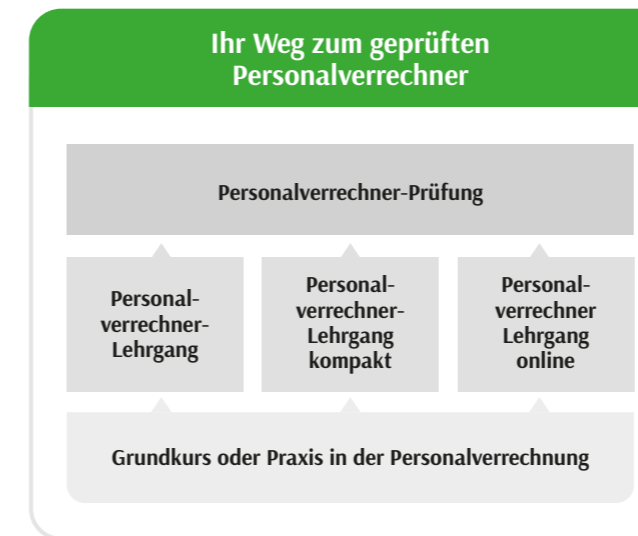 Ihr Weg zum geprüften
Personalverrechner
Personalverrechner-Prüfung
Personal-
verrechner-
Lehrgang
Personal-
verrechner-
Lehrgang
kompakt
Personal-
verrechner
Lehrgang
online
Grundkurs oder Praxis in der Personalverrechnung